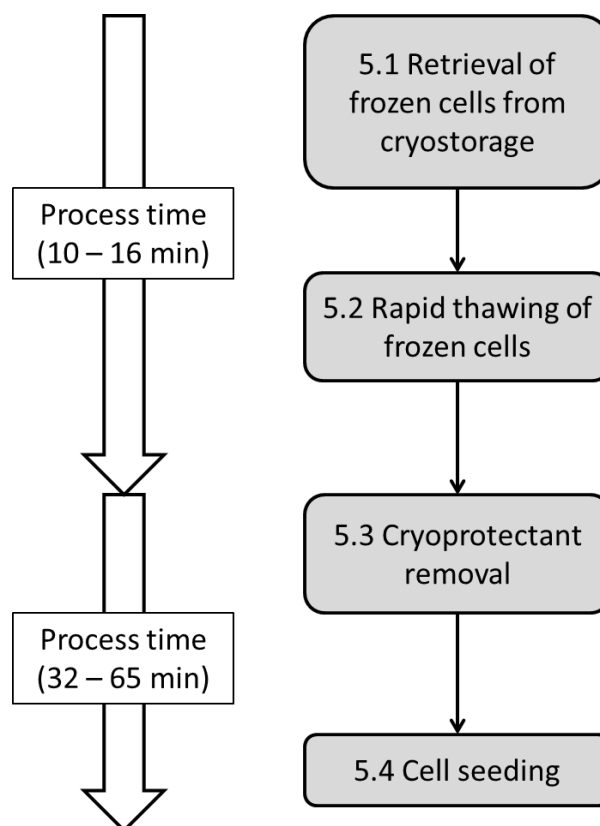 5.1 Retrieval of
frozen cells from
cryostorage
Process time
(10 – 16 min)
5.2 Rapid thawing of
frozen cells
5.3 Cryoprotectant
removal
Process time
(32 – 65 min)
5.4 Cell seeding